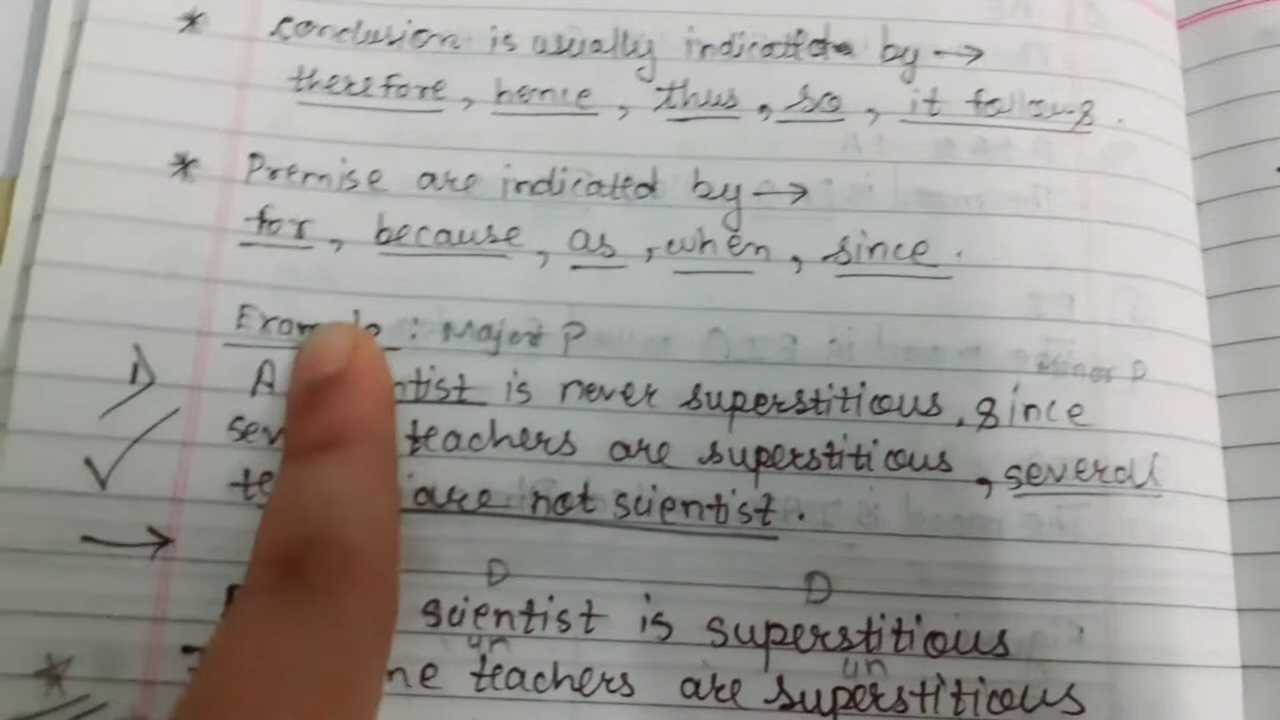 * conclusion is usually indicated by →
therefore, hence, thus, so, it follows.
* Premise are indicated by →
for, because, as, when, since.
Example : Major P
Minor P
1) A is never superstitious, since
teachers are superstitious, several
are not scientist.
→
D D
scientist is superstitious
un un
* teachers are superstitious